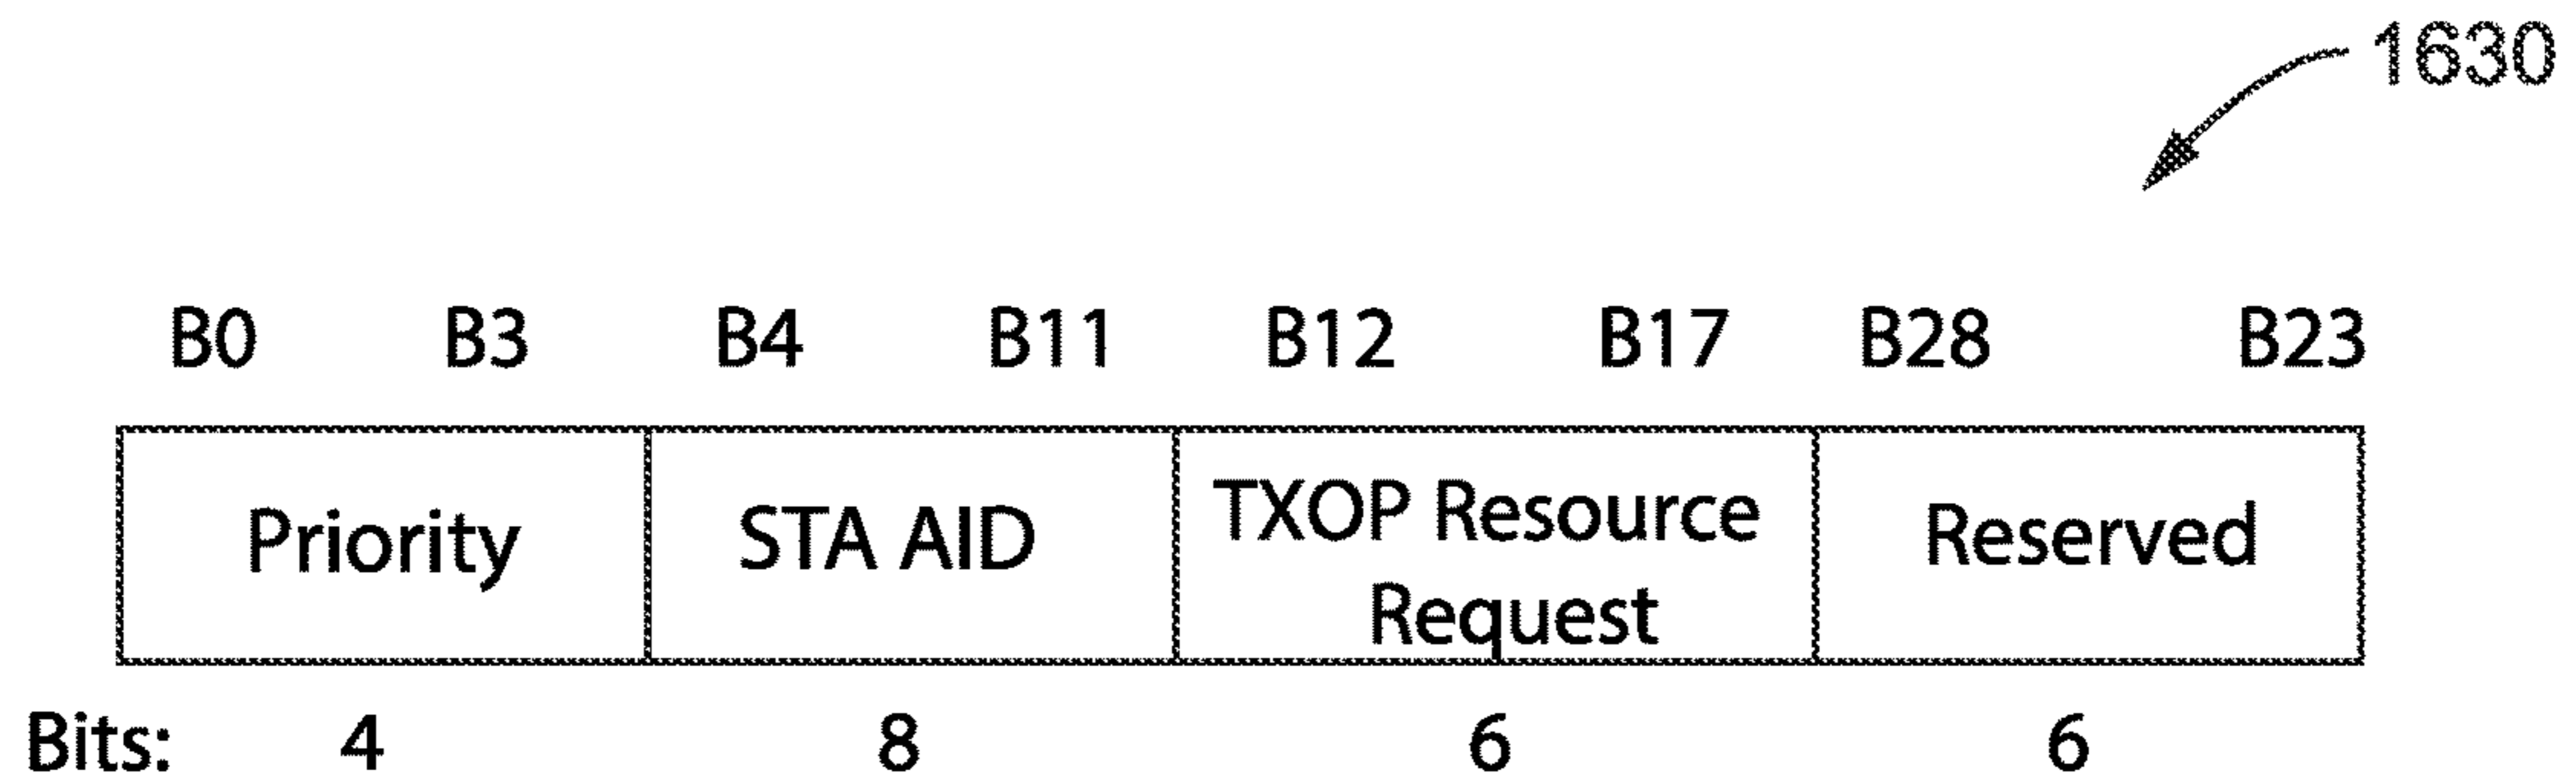 1630
B0 B3 B4 B11 B12 B17 B28 B23
Priority STA AID TXOP Resource Request Reserved
Bits: 4 8 6 6